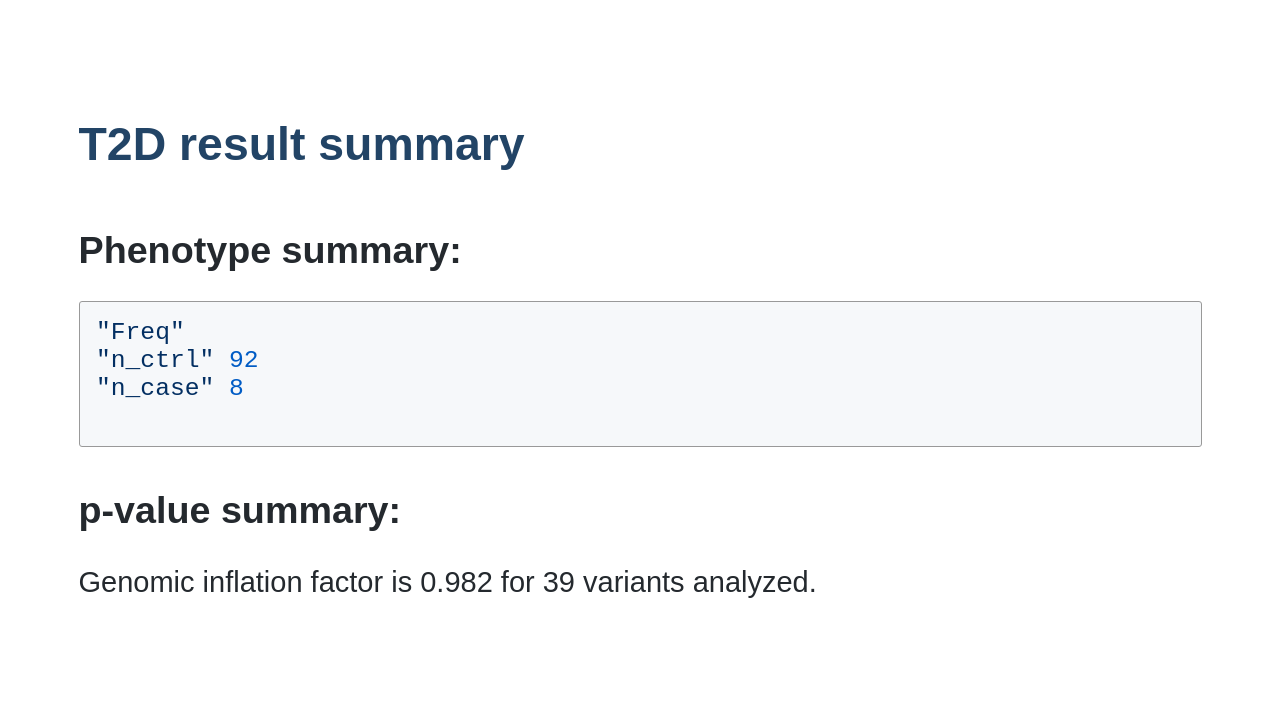 T2D result summary
Phenotype summary:
"Freq"
"n_ctrl" 92
"n_case" 8
p-value summary:
Genomic inflation factor is 0.982 for 39 variants analyzed.